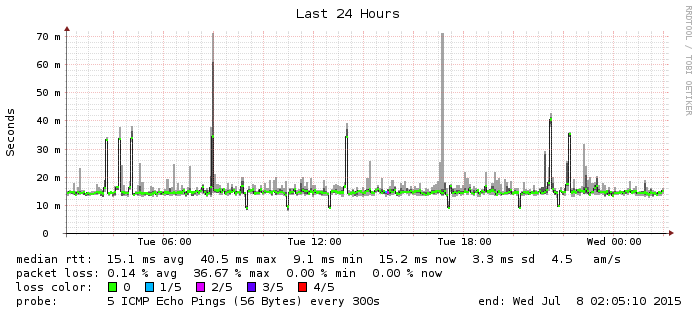 Last 24 Hours
RRDTOOL / TOBI OETIKER
Seconds
70 m
60 m
50 m
40 m
30 m
20 m
10 m
0
Tue 06:00 Tue 12:00 Tue 18:00 Wed 00:00
median rtt: 15.1 ms avg 40.5 ms max 9.1 ms min 15.2 ms now 3.3 ms sd 4.5 am/s
packet loss: 0.14 % avg 36.67 % max 0.00 % min 0.00 % now
loss color: 0 1/5 2/5 3/5 4/5
probe: 5 ICMP Echo Pings (56 Bytes) every 300s end: Wed Jul 8 02:05:10 2015